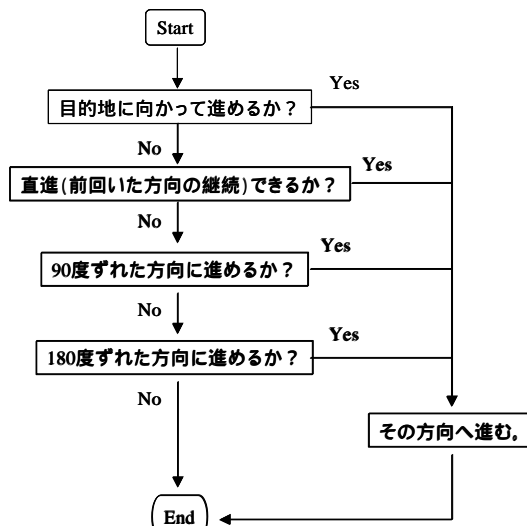 Start
目的地に向かって進めるか？
Yes
No
直進(前回いた方向の継続)できるか？
Yes
No
90度ずれた方向に進めるか？
Yes
No
180度ずれた方向に進めるか？
Yes
No
その方向へ進む。
End